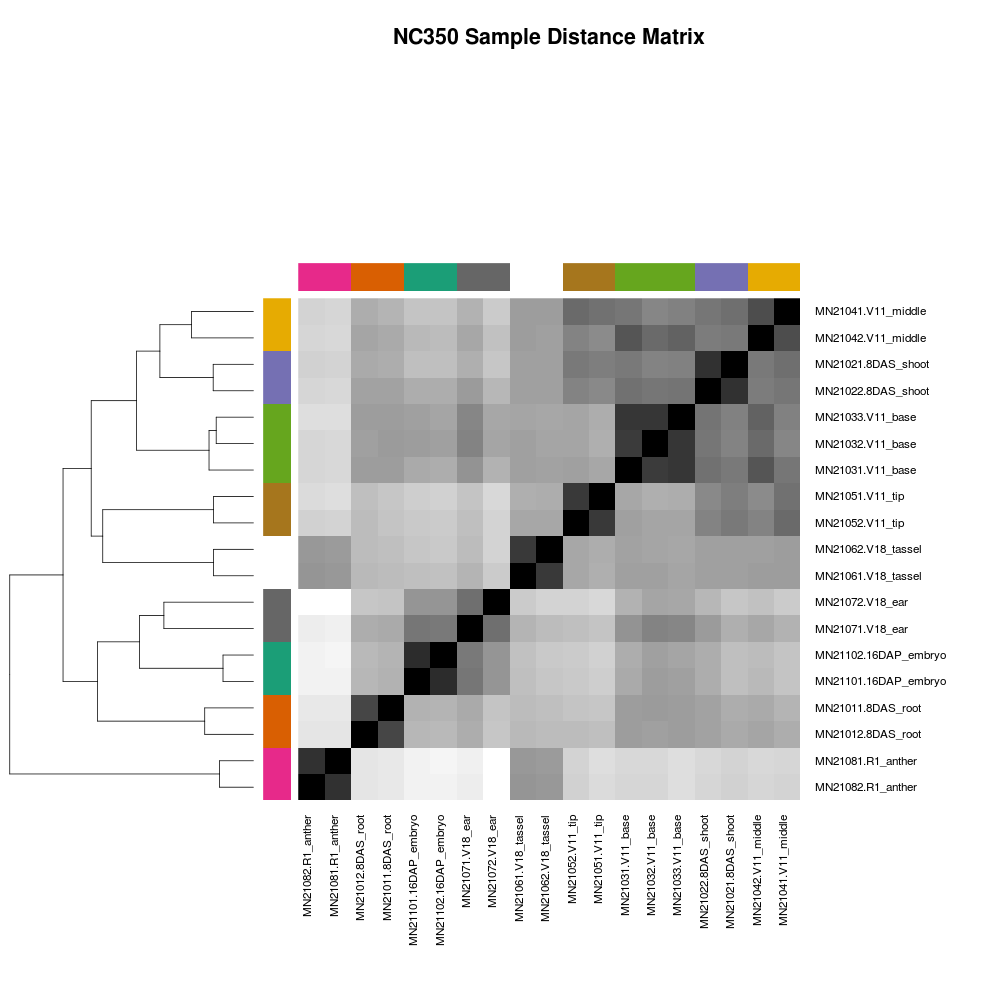 NC350 Sample Distance Matrix
MN21041.V11_middle
MN21042.V11_middle
MN21021.8DAS_shoot
MN21022.8DAS_shoot
MN21033.V11_base
MN21032.V11_base
MN21031.V11_base
MN21051.V11_tip
MN21052.V11_tip
MN21062.V18_tassel
MN21061.V18_tassel
MN21072.V18_ear
MN21071.V18_ear
MN21102.16DAP_embryo
MN21101.16DAP_embryo
MN21011.8DAS_root
MN21012.8DAS_root
MN21081.R1_anther
MN21082.R1_anther
MN21082.R1_anther
MN21081.R1_anther
MN21012.8DAS_root
MN21011.8DAS_root
MN21101.16DAP_embryo
MN21102.16DAP_embryo
MN21071.V18_ear
MN21072.V18_ear
MN21061.V18_tassel
MN21062.V18_tassel
MN21052.V11_tip
MN21051.V11_tip
MN21031.V11_base
MN21032.V11_base
MN21033.V11_base
MN21022.8DAS_shoot
MN21021.8DAS_shoot
MN21042.V11_middle
MN21041.V11_middle